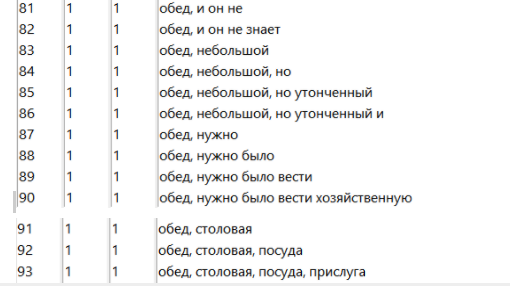 81 1 1 обед, и он не
82 1 1 обед, и он не знает
83 1 1 обед, небольшой
84 1 1 обед, небольшой, но
85 1 1 обед, небольшой, но утонченный
86 1 1 обед, небольшой, но утонченный и
87 1 1 обед, нужно
88 1 1 обед, нужно было
89 1 1 обед, нужно было вести
90 1 1 обед, нужно было вести хозяйственную
91 1 1 обед, столовая
92 1 1 обед, столовая, посуда
93 1 1 обед, столовая, посуда, прислуга